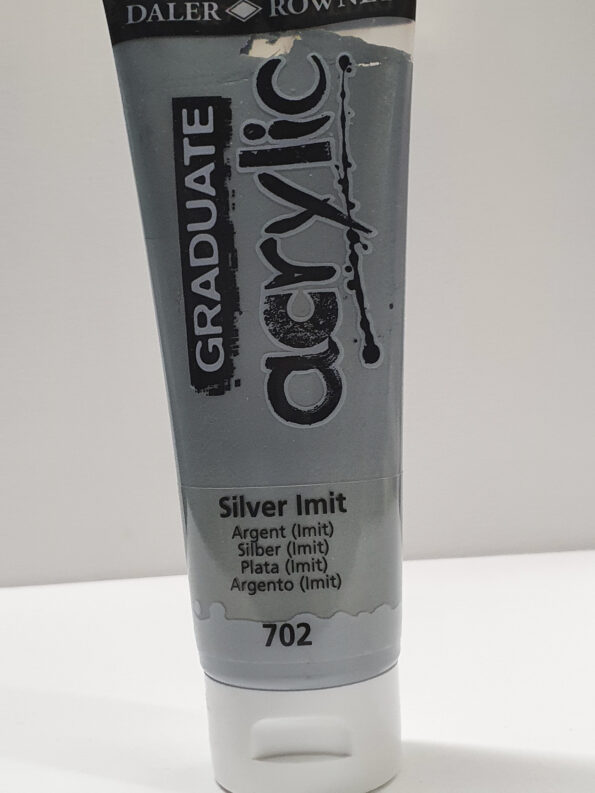 DALER ROWNEY
GRADUATE
acrylic
Silver Imit
Argent (Imit)
Silber (Imit)
Plata (Imit)
Argento (Imit)
702